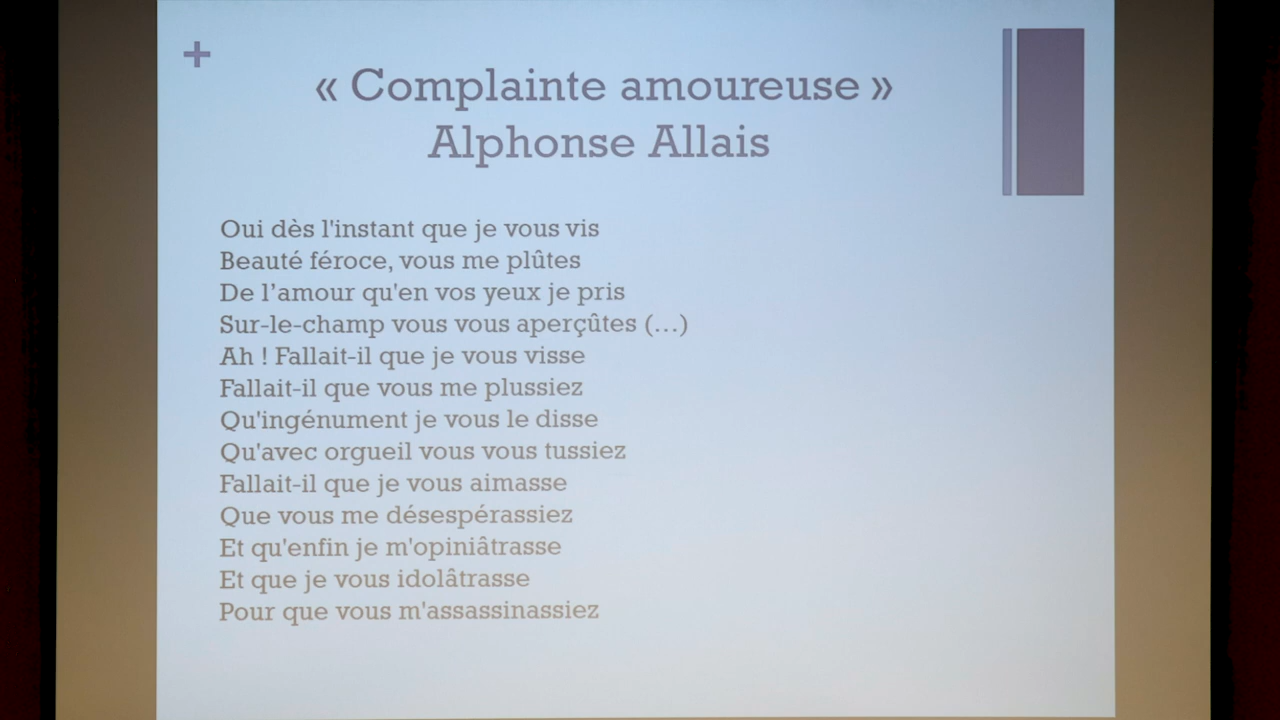 +
« Complainte amoureuse »
Alphonse Allais
Oui dès l'instant que je vous vis
Beauté féroce, vous me plûtes
De l’amour qu'en vos yeux je pris
Sur-le-champ vous vous aperçûtes (…)
Ah ! Fallait-il que je vous visse
Fallait-il que vous me plussiez
Qu'ingénument je vous le disse
Qu'avec orgueil vous vous tussiez
Fallait-il que je vous aimasse
Que vous me désespérassiez
Et qu'enfin je m'opiniâtrasse
Et que je vous idolâtrasse
Pour que vous m'assassinassiez